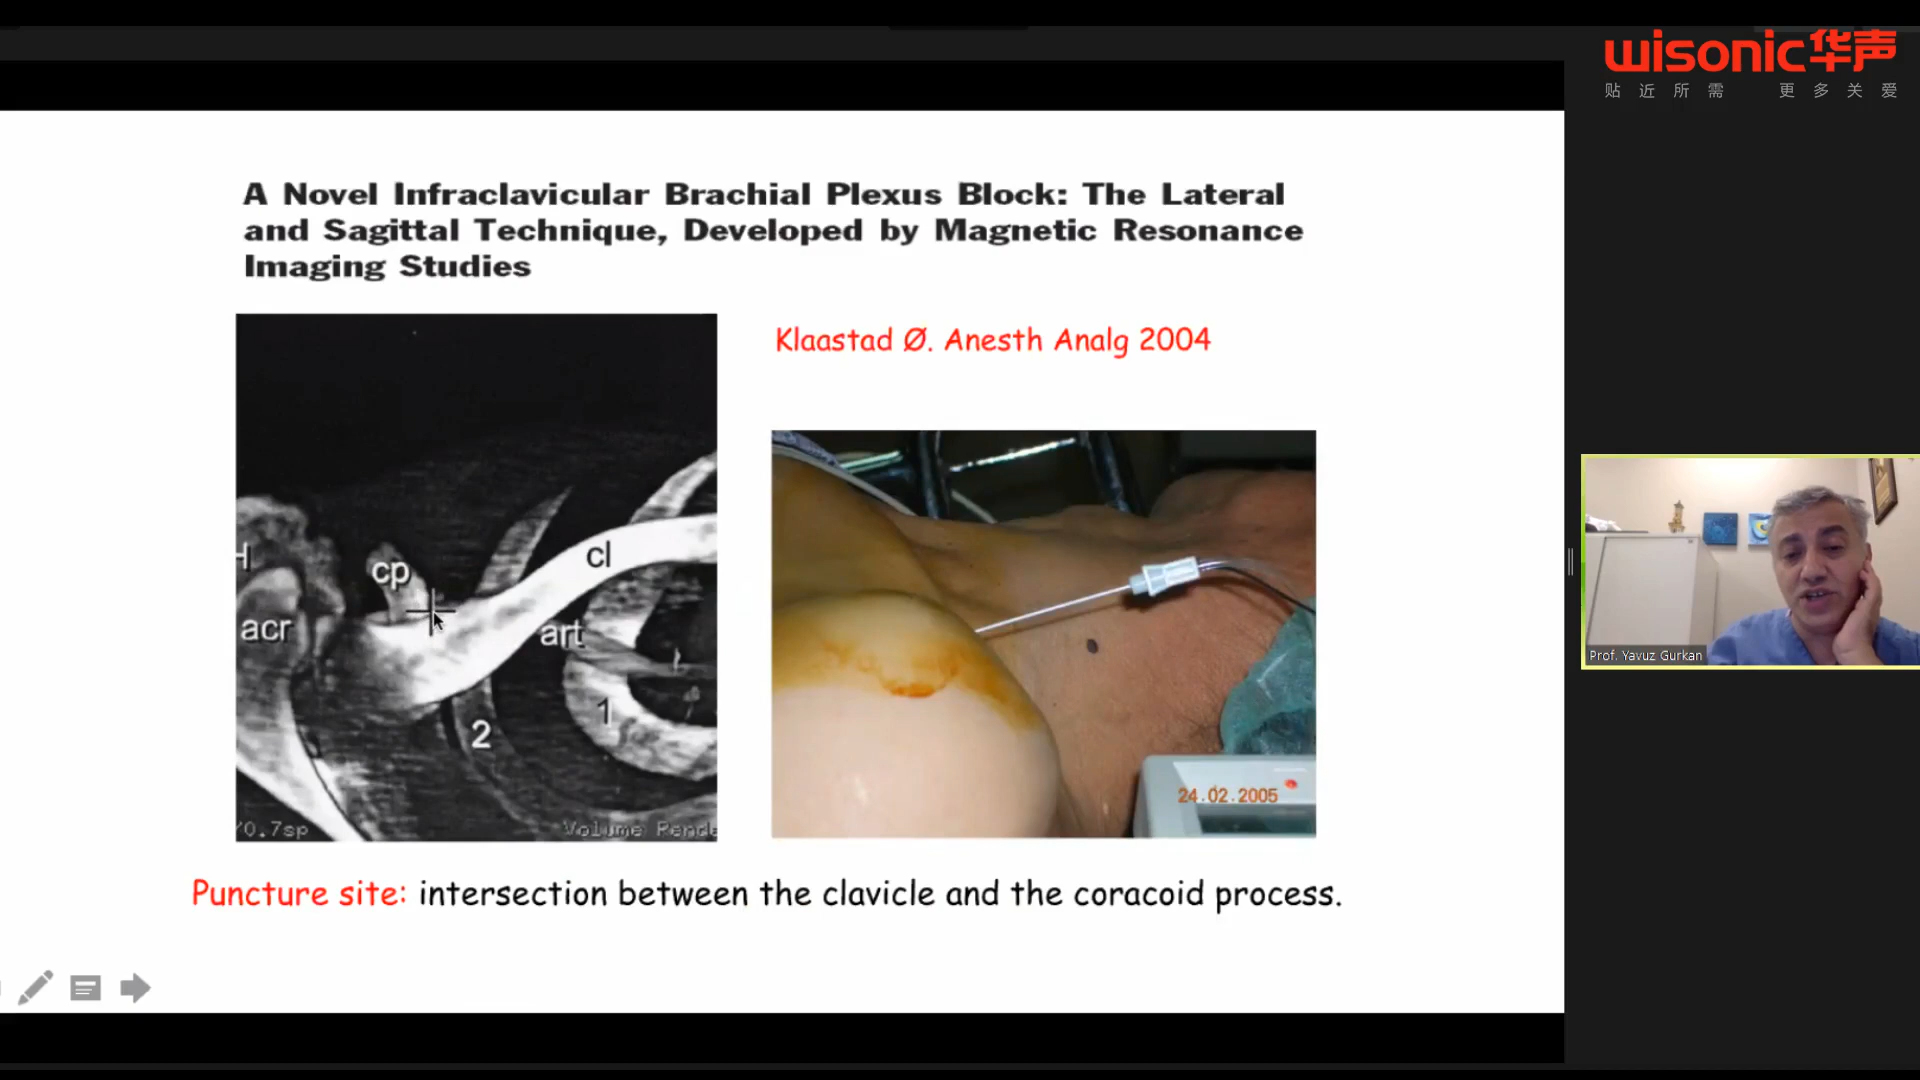 wisonic华声
贴近所需 更多关爱
A Novel Infraclavicular Brachial Plexus Block: The Lateral
and Sagittal Technique, Developed by Magnetic Resonance
Imaging Studies
Klaastad Ø. Anesth Analg 2004
H
cp
cl
acr
art
2
1
/0.7sp
Volume Rende
24.02.2005
Prof. Yavuz Gurkan
Puncture site: intersection between the clavicle and the coracoid process.